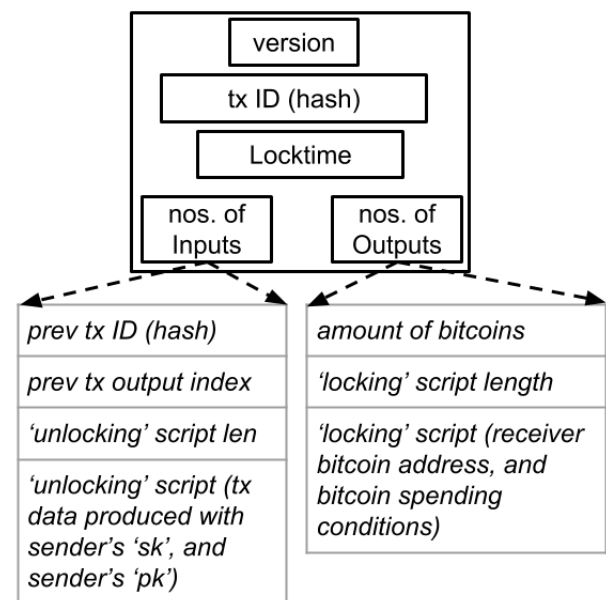 version
tx ID (hash)
Locktime
nos. of
Inputs
nos. of
Outputs
prev tx ID (hash)
prev tx output index
‘unlocking’ script len
‘unlocking’ script (tx
data produced with
sender’s ‘sk’, and
sender’s ‘pk’)
amount of bitcoins
‘locking’ script length
‘locking’ script (receiver
bitcoin address, and
bitcoin spending
conditions)